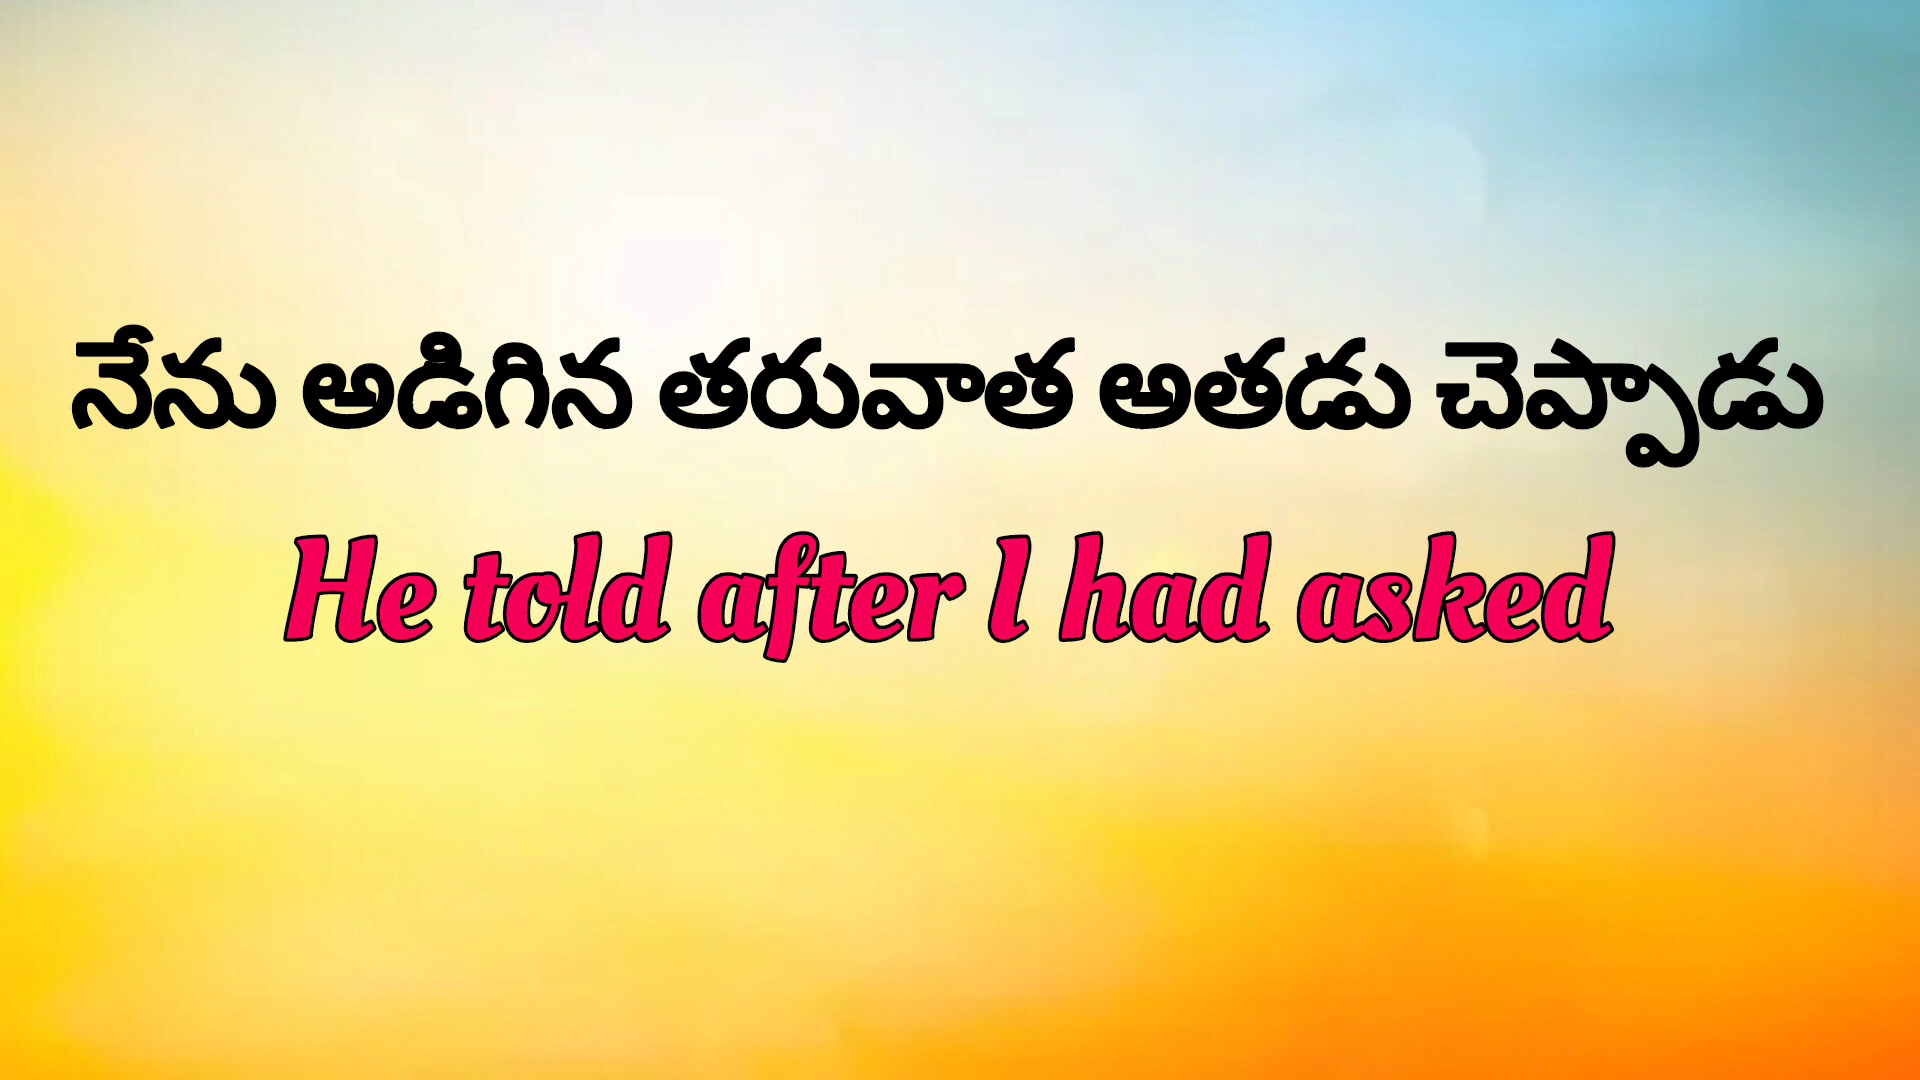 నేను అడిగిన తరువాత అతడు చెప్పాడు
He told after I had asked